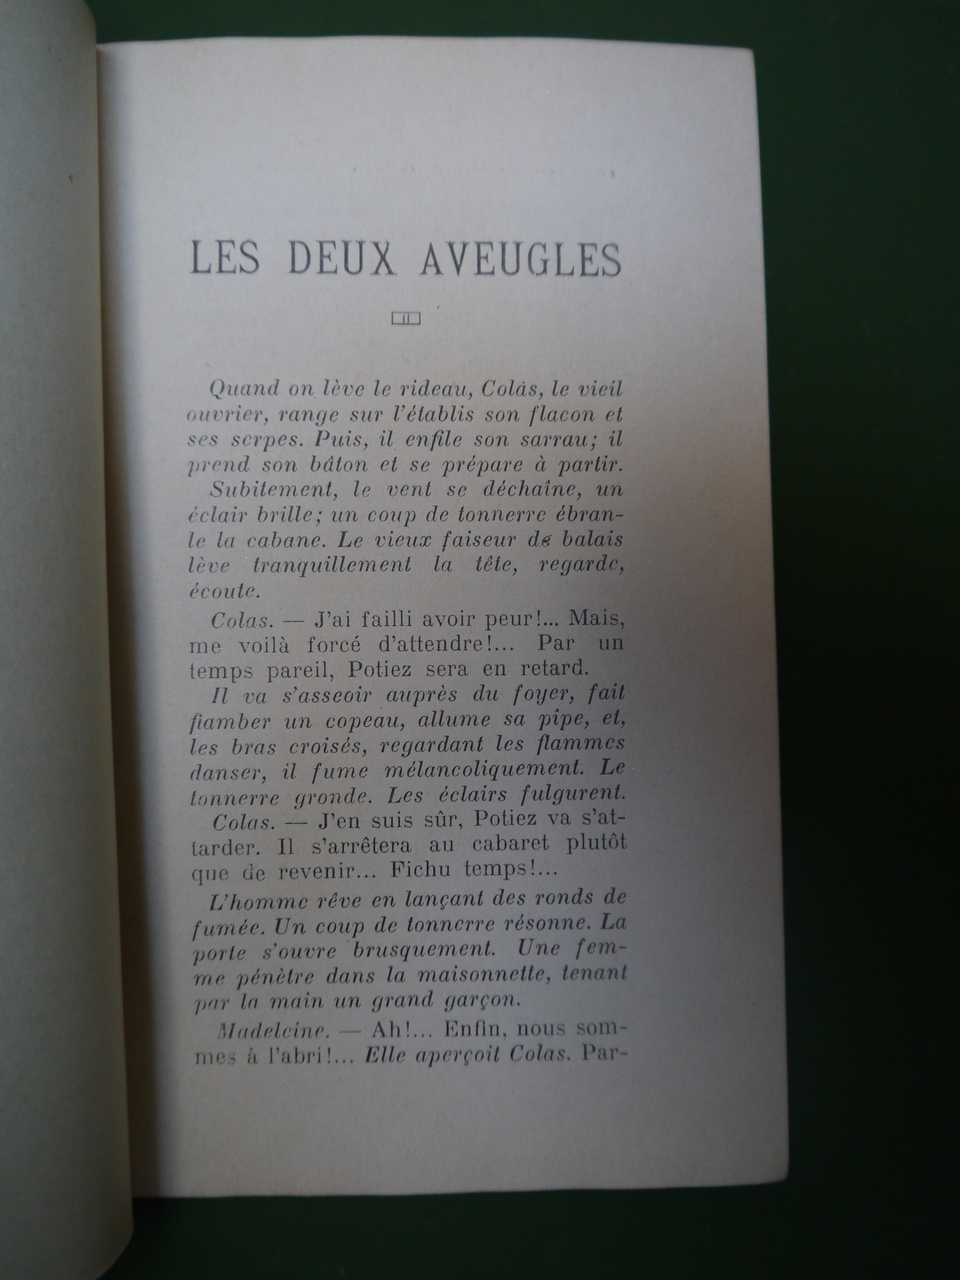 LES DEUX AVEUGLES
Quand on lève le rideau, Colas, le vieil
ouvrier, range sur l'établis son flacon et
ses serpes. Puis, il enfile son sarrau; il
prend son bâton et se prépare à partir.
Subitement, le vent se déchaîne, un
éclair brille; un coup de tonnerre ébran-
le la cabane. Le vieux faiseur de balais
lève tranquillement la tête, regarde,
écoute.
Colas. — J'ai failli avoir peur!... Mais,
me voilà forcé d'attendre!... Par un
temps pareil, Potiez sera en retard.
Il va s'asseoir auprès du foyer, fait
flamber un copeau, allume sa pipe, et,
les bras croisés, regardant les flammes
danser, il fume mélancoliquement. Le
tonnerre gronde. Les éclairs fulgurent.
Colas. — J'en suis sûr, Potiez va s'at-
tarder. Il s'arrêtera au cabaret plutôt
que de revenir... Fichu temps!...
L'homme rêve en lançant des ronds de
fumée. Un coup de tonnerre résonne. La
porte s'ouvre brusquement. Une fem-
me pénètre dans la maisonnette, tenant
par la main un grand garçon.
Madeleine. — Ah!... Enfin, nous som-
mes à l'abri!... Elle aperçoit Colas. Par-